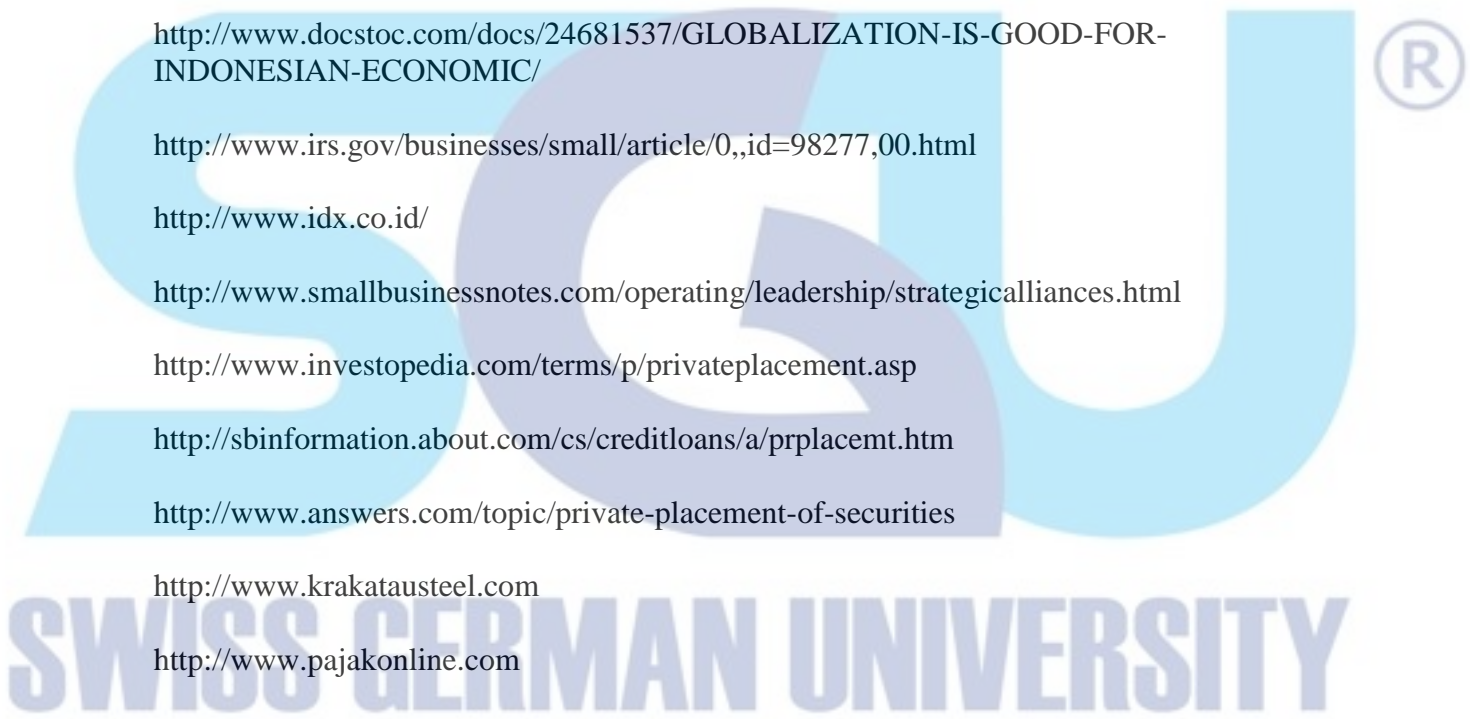 http://www.docstoc.com/docs/24681537/GLOBALIZATION-IS-GOOD-FOR-
INDONESIAN-ECONOMIC/
®
http://www.irs.gov/businesses/small/article/0,,id=98277,00.html
http://www.idx.co.id/
http://www.smallbusinessnotes.com/operating/leadership/strategicalliances.html
http://www.investopedia.com/terms/p/privateplacement.asp
http://sbinformation.about.com/cs/creditloans/a/prplacemt.htm
http://www.answers.com/topic/private-placement-of-securities
http://www.krakatausteel.com
http://www.pajakonline.com
SGU
SWISS GERMAN UNIVERSITY